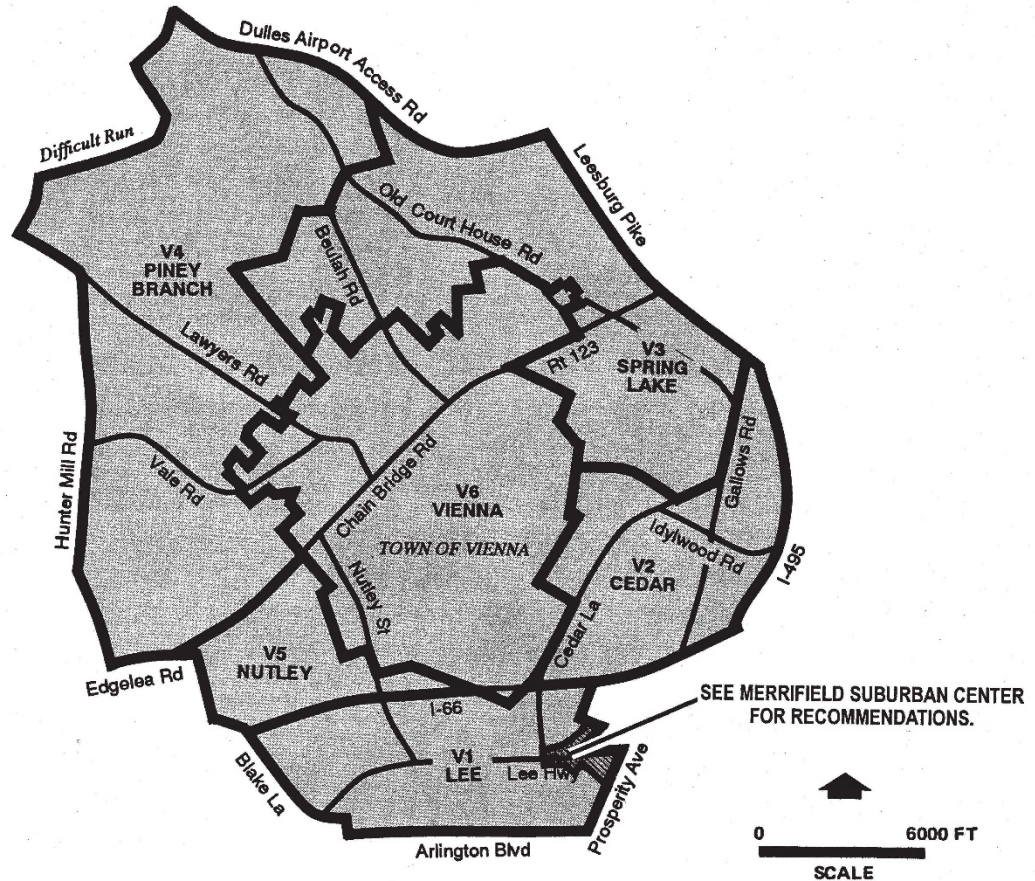 Dulles Airport Access Rd
Difficult Run
Leesburg Pike
Old Court House Rd
Beulah Rd
V4
PINEY
BRANCH
Lawyers Rd
Rt 123
V3
SPRING
LAKE
Hunter Mill Rd
Vale Rd
Chain Bridge Rd
Gallows Rd
V6
VIENNA
TOWN OF VIENNA
Idylwood Rd
V2
CEDAR
I-495
Nutley St
Cedar La
Edgelea Rd
V5
NUTLEY
SEE MERRIFIELD SUBURBAN CENTER
FOR RECOMMENDATIONS.
I-66
V1
LEE
Lee Hwy
Blake La
Prosperity Ave
Arlington Blvd
0 6000 FT
SCALE